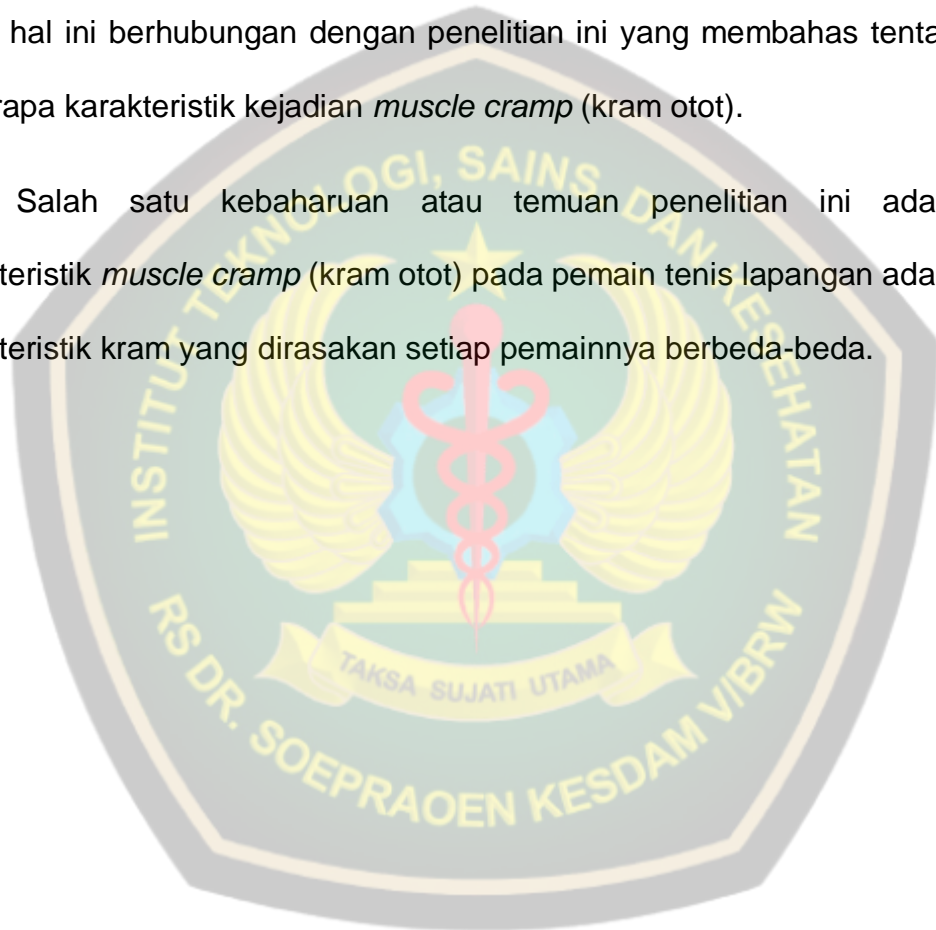 hal ini berhubungan dengan penelitian ini yang membahas tenta
rapa karakteristik kejadian muscle cramp (kram otot).
Salah satu kebaharuan atau temuan penelitian ini ada
teristik muscle cramp (kram otot) pada pemain tenis lapangan ada
teristik kram yang dirasakan setiap pemainnya berbeda-beda.
INSTITUT TEKNOLOGI, SAINS, DAN KESEHATAN
TAKSA SUJATI UTAMA
RS DR. SOEPRAOEN KESDAM V/BRW